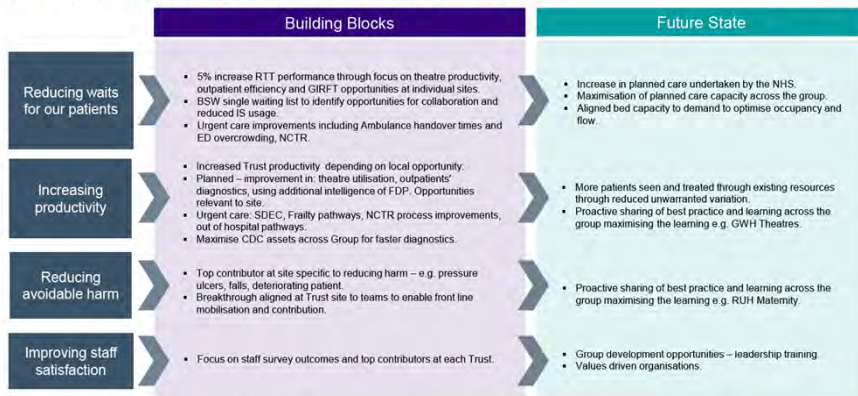 Building Blocks
Future State
Reducing waits
for our patients
▪ 5% increase RTT performance through focus on theatre productivity,
outpatient efficiency and GIRFT opportunities at individual sites.
▪ BSW single waiting list to identify opportunities for collaboration and
reduced IS usage.
▪ Urgent care improvements including Ambulance handover times and
ED overcrowding, NCTR.
▪ Increase in planned care undertaken by the NHS.
▪ Maximisation of planned care capacity across the group.
▪ Aligned bed capacity to demand to optimise occupancy and
flow.
Increasing
productivity
▪ Increased Trust productivity depending on local opportunity:
▪ Planned – improvement in: theatre utilisation, outpatients'
diagnostics, using additional intelligence of FDP. Opportunities
relevant to site.
▪ Urgent care: SDEC, Frailty pathways, NCTR process improvements,
out of hospital pathways.
▪ Maximise CDC assets across Group for faster diagnostics.
▪ More patients seen and treated through existing resources
through reduced unwarranted variation.
▪ Proactive sharing of best practice and learning across the
group maximising the learning e.g. GWH Theatres.
Reducing
avoidable harm
▪ Top contributor at site specific to reducing harm – e.g. pressure
ulcers, falls, deteriorating patient.
▪ Breakthrough aligned at Trust site to teams to enable front line
mobilisation and contribution.
▪ Proactive sharing of best practice and learning across the
group maximising the learning e.g. RUH Maternity.
Improving staff
satisfaction
▪ Focus on staff survey outcomes and top contributors at each Trust.
▪ Group development opportunities – leadership training.
▪ Values driven organisations.